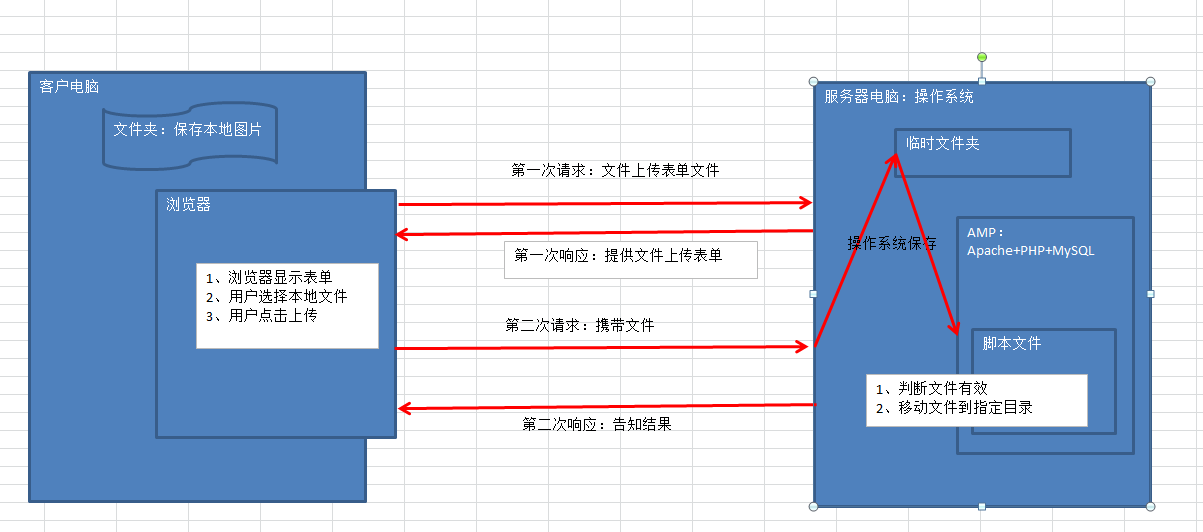 客户电脑
文件夹：保存本地图片
浏览器
1、浏览器显示表单
2、用户选择本地文件
3、用户点击上传
第一次请求：文件上传表单文件
第一次响应：提供文件上传表单
第二次请求：携带文件
第二次响应：告知结果
服务器电脑：操作系统
临时文件夹
操作系统保存
AMP：
Apache+PHP+MySQL
脚本文件
1、判断文件有效
2、移动文件到指定目录